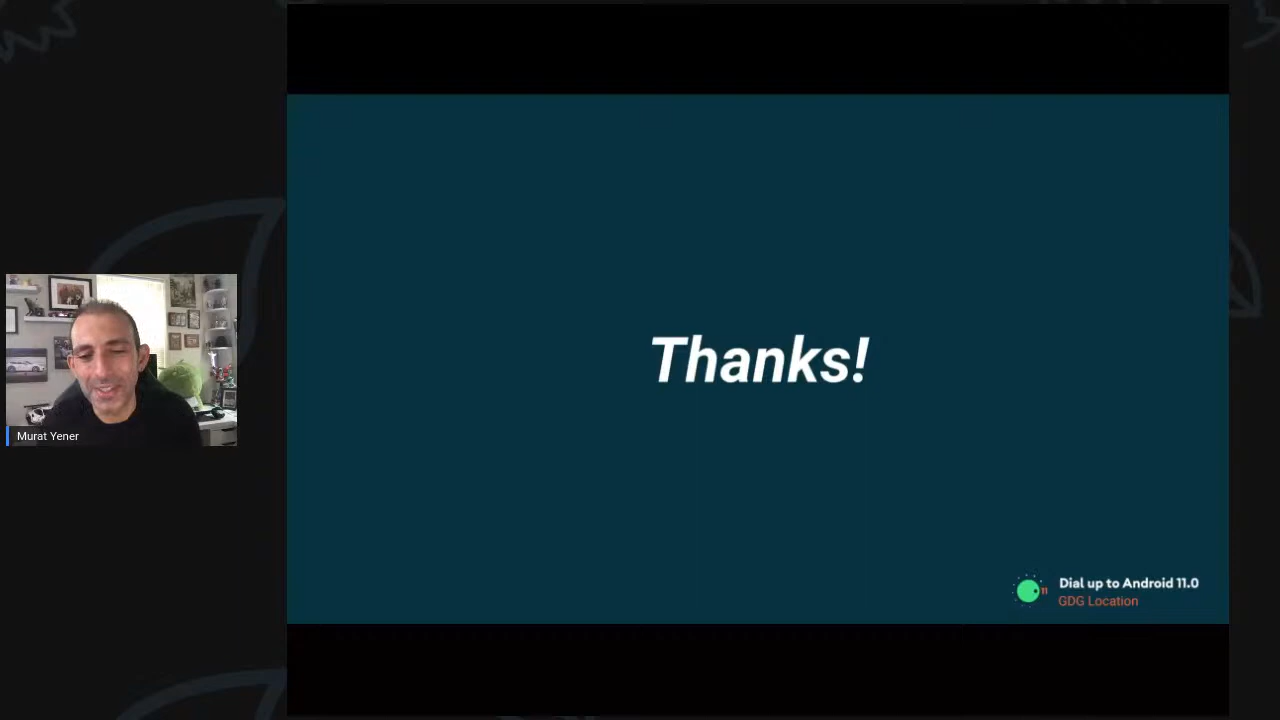 Thanks!
Dial up to Android 11.0
GDG Location
Murat Yener